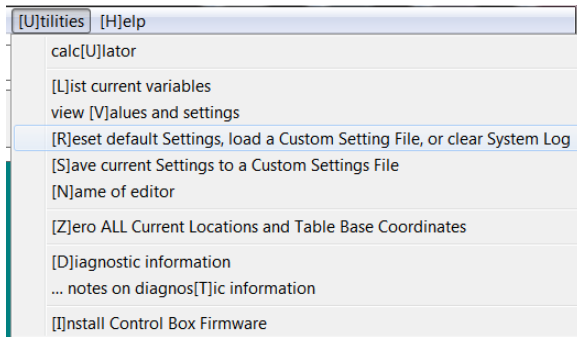 [U]tilities [H]elp
calc[U]lator
[L]ist current variables
view [V]alues and settings
[R]eset default Settings, load a Custom Setting File, or clear System Log
[S]ave current Settings to a Custom Settings File
[N]ame of editor
[Z]ero ALL Current Locations and Table Base Coordinates
[D]iagnostic information
... notes on diagnos[T]ic information
[I]nstall Control Box Firmware